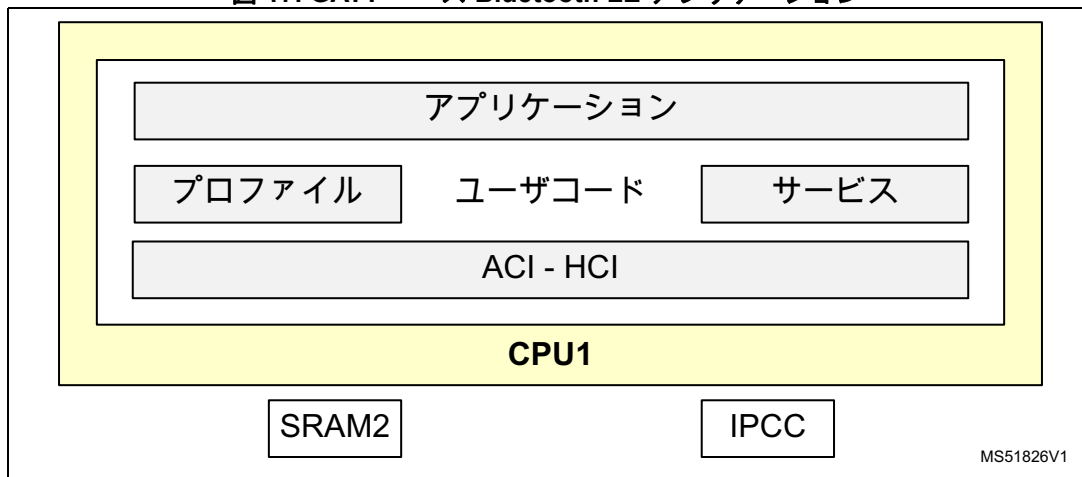 アプリケーション
プロファイル ユーザコード サービス
ACI - HCI
CPU1
SRAM2 IPCC
MS51826V1